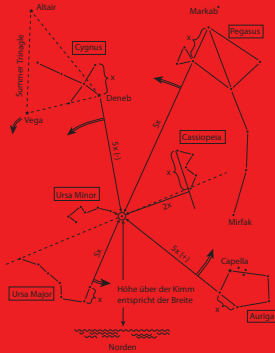 Altair
Markab
Cygnus
Pegasus
x
x
Summer Trinagle
Deneb
Vega
5x (-)
5x
Cassiopeia
x
Ursa Minor
2x
Mirfak
5x
5x (+)
Capella
Ursa Major
x
Höhe über der Kimm
entspricht der Breite
x
Auriga
Norden